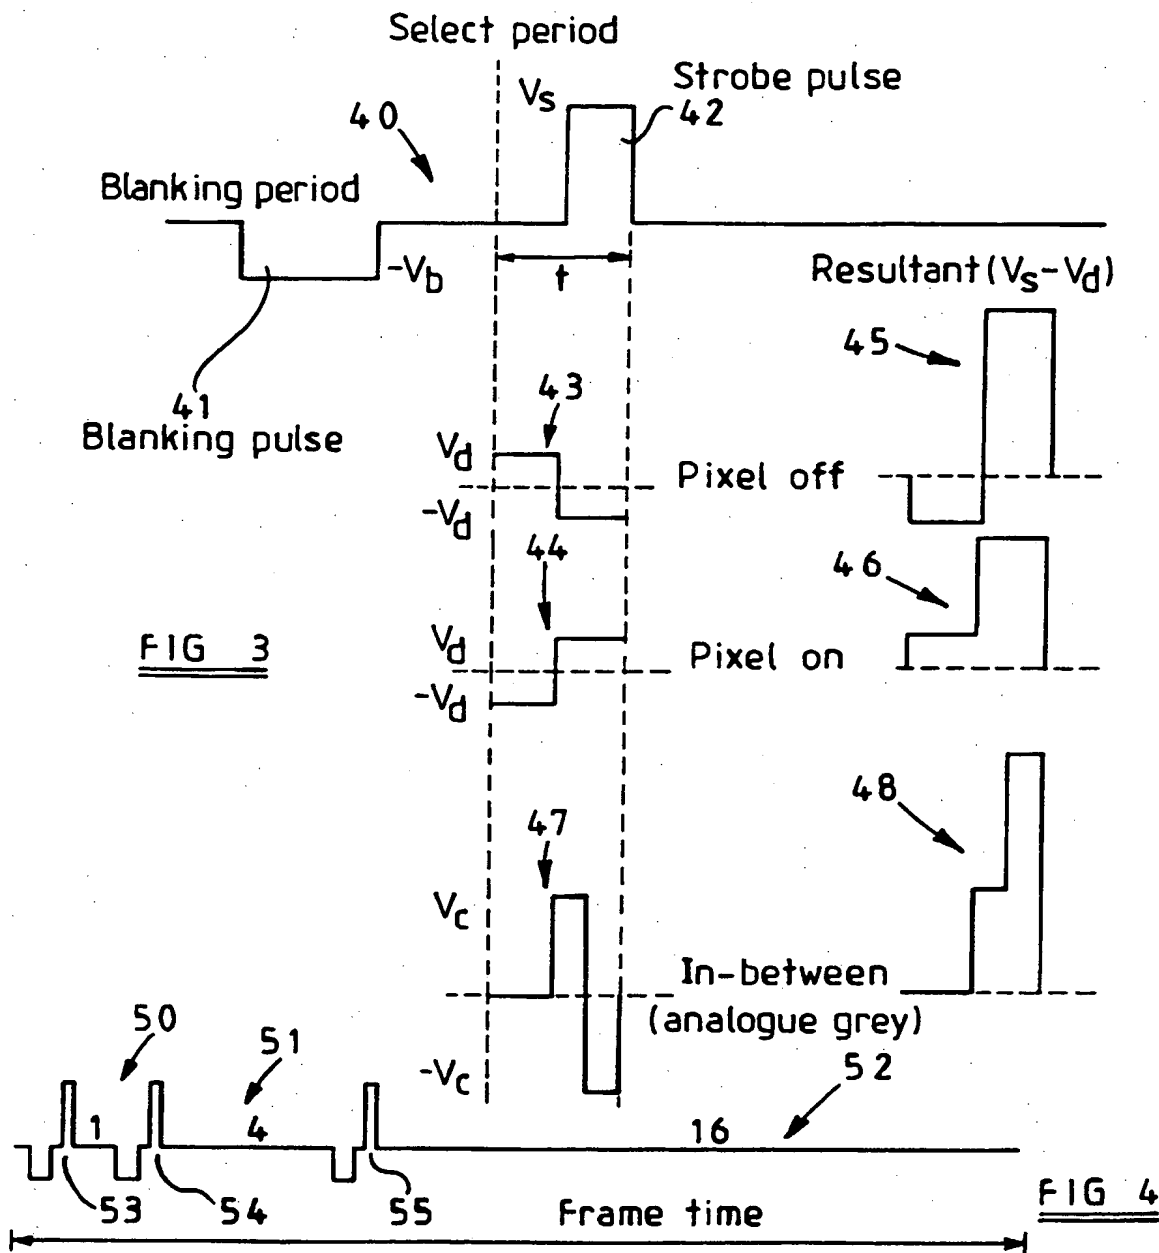 Select period
Vs
Strobe pulse
42
40
Blanking period
-Vb
t
Resultant (Vs-Vd)
41
Blanking pulse
43
45
Vd
Pixel off
-Vd
44
46
FIG 3
Vd
Pixel on
-Vd
47
48
Vc
In-between
(analogue grey)
-Vc
50
51
52
1
4
16
53
54
55
Frame time
FIG 4